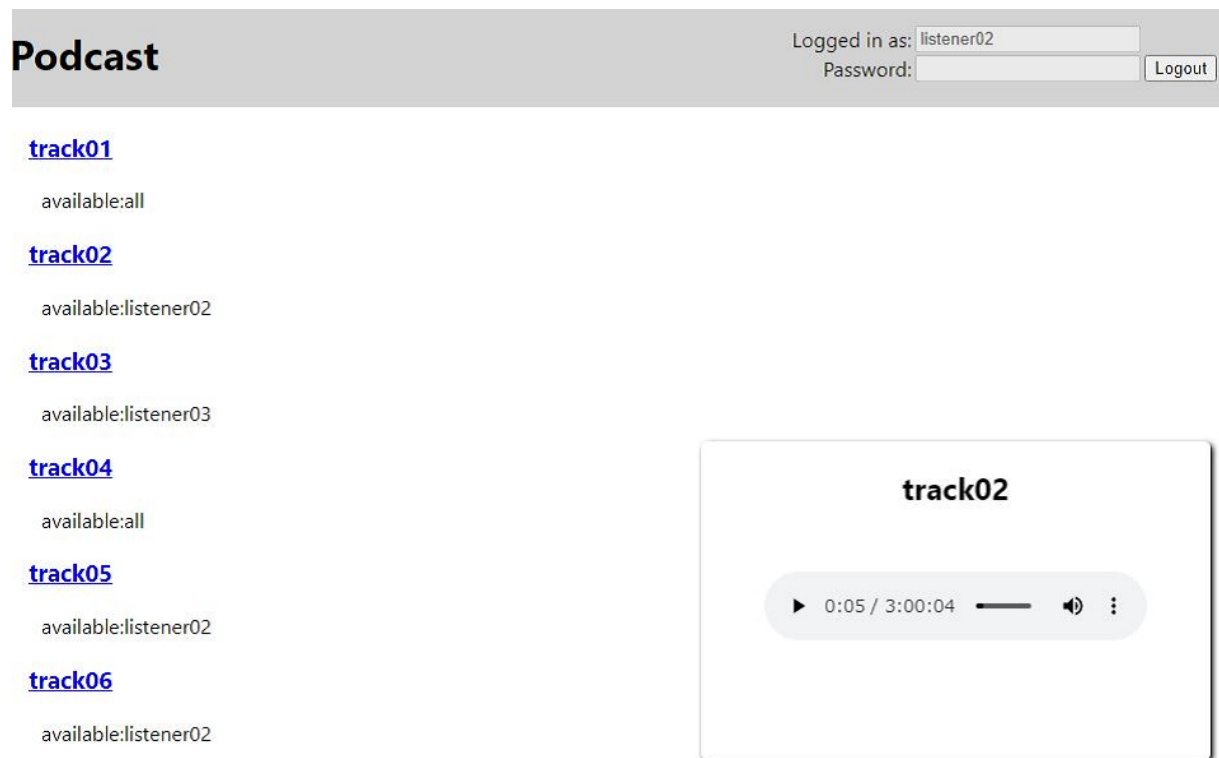 Podcast
Logged in as: listener02
Password:
Logout
track01
available:all
track02
available:listener02
track03
available:listener03
track04
available:all
track05
available:listener02
track06
available:listener02
track02
0:05 / 3:00:04